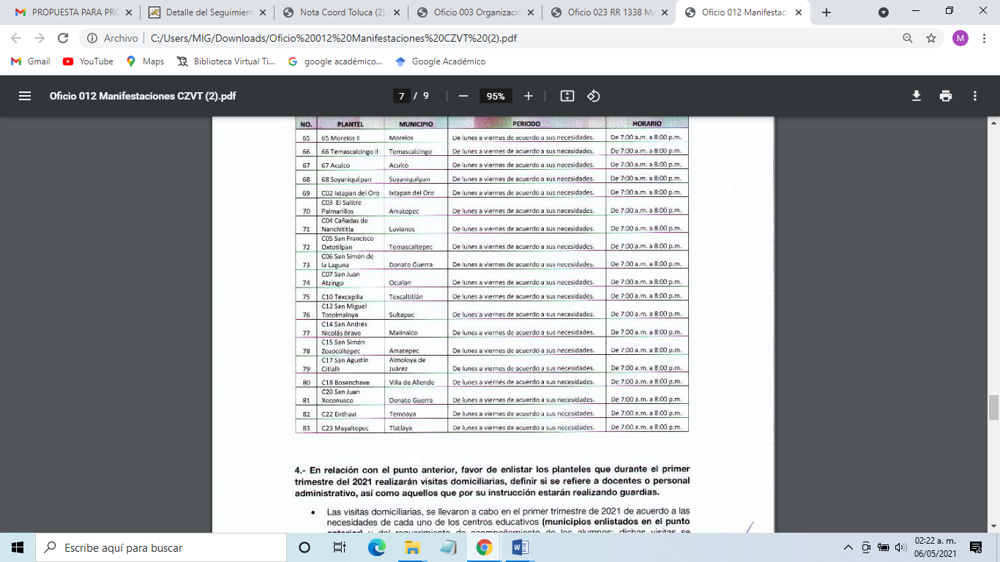 PROPUESTA PARA PRO
Detalle del Seguimient
Nota Coord Toluca (2).
Oficio 003 Organizació
Oficio 023 RR 1338 Ma
Oficio 012 Manifestaci
Archivo C:/Users/MIG/Downloads/Oficio%20012%20Manifestaciones%20CZVT%20(2).pdf
M
Gmail YouTube Maps Biblioteca Virtual Ti... google académico... Google Académico
Oficio 012 Manifestaciones CZVT (2).pdf 7 / 9 95%
NO. PLANTEL MUNICIPIO PERIODO HORARIO
65 65 Morelos II Morelos De lunes a viernes de acuerdo a sus necesidades. De 7:00 a.m. a 8:00 p.m.
66 66 Temascalcingo II Temascalcingo De lunes a viernes de acuerdo a sus necesidades. De 7:00 a.m. a 8:00 p.m.
67 67 Aculco Aculco De lunes a viernes de acuerdo a sus necesidades. De 7:00 a.m. a 8:00 p.m.
68 68 Soyaniquilpan Soyaniquilpan De lunes a viernes de acuerdo a sus necesidades. De 7:00 a.m. a 8:00 p.m.
69 C02 Ixtapan del Oro Ixtapan del Oro De lunes a viernes de acuerdo a sus necesidades. De 7:00 a.m. a 8:00 p.m.
C03 El Salitre
70 Palmarillos Amatepec De lunes a viernes de acuerdo a sus necesidades. De 7:00 a.m. a 8:00 p.m.
C04 Cañadas de
71 Nanchititla Luvianos De lunes a viernes de acuerdo a sus necesidades. De 7:00 a.m. a 8:00 p.m.
C05 San Francisco
72 Oxtotilpan Temascaltepec De lunes a viernes de acuerdo a sus necesidades. De 7:00 a.m. a 8:00 p.m.
C06 San Simón de
73 la Laguna Donato Guerra De lunes a viernes de acuerdo a sus necesidades. De 7:00 a.m. a 8:00 p.m.
C07 San Juan
74 Atzingo Ocuilan De lunes a viernes de acuerdo a sus necesidades. De 7:00 a.m. a 8:00 p.m.
75 C10 Texcapilla Texcaltitlán De lunes a viernes de acuerdo a sus necesidades. De 7:00 a.m. a 8:00 p.m.
C12 San Miguel
76 Totolmaloya Sultepec De lunes a viernes de acuerdo a sus necesidades. De 7:00 a.m. a 8:00 p.m.
C14 San Andrés
77 Nicolás Bravo Malinalco De lunes a viernes de acuerdo a sus necesidades. De 7:00 a.m. a 8:00 p.m.
C15 San Simón
78 Zozocoltepec Amatepec De lunes a viernes de acuerdo a sus necesidades. De 7:00 a.m. a 8:00 p.m.
C17 San Agustín Almoloya de
79 Citlalli Juárez De lunes a viernes de acuerdo a sus necesidades. De 7:00 a.m. a 8:00 p.m.
80 C18 Bosencheve Villa de Allende De lunes a viernes de acuerdo a sus necesidades. De 7:00 a.m. a 8:00 p.m.
C20 San Juan
81 Xoconusco Donato Guerra De lunes a viernes de acuerdo a sus necesidades. De 7:00 a.m. a 8:00 p.m.
82 C22 Enthavi Temoaya De lunes a viernes de acuerdo a sus necesidades. De 7:00 a.m. a 8:00 p.m.
83 C23 Mayaltepec Tlatlaya De lunes a viernes de acuerdo a sus necesidades. De 7:00 a.m. a 8:00 p.m.
4.- En relación con el punto anterior, favor de enlistar los planteles que durante el primer
trimestre del 2021 realizarán visitas domiciliarias, definir si se refiere a docentes o personal
administrativo, así como aquellos que por su instrucción estarán realizando guardias.
• Las visitas domiciliarias, se llevaron a cabo en el primer trimestre de 2021 de acuerdo a las
necesidades de cada uno de los centros educativos (municipios enlistados en el punto
anterior) y del requerimiento de acompañamiento de los alumnos; dichas visitas se
Escribe aquí para buscar
02:22 a. m.
06/05/2021